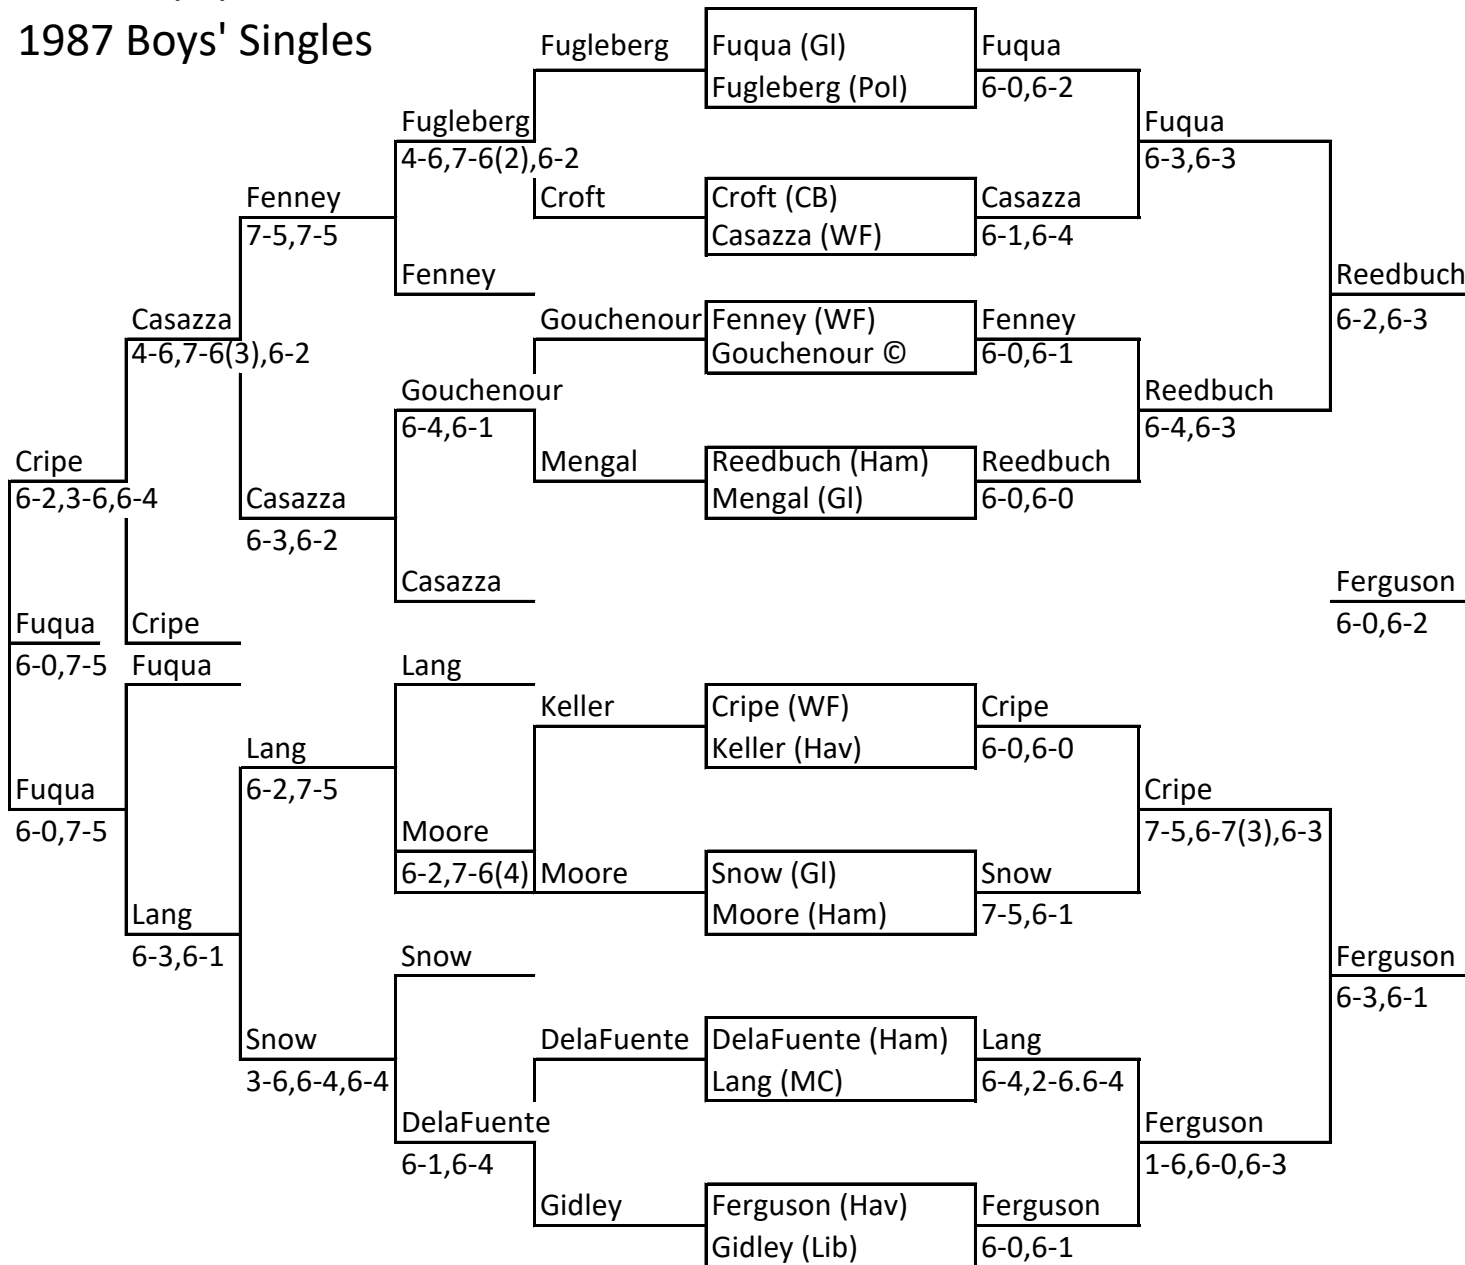 1987 Boys' Singles
Fugleberg
Fuqua (Gl)
Fuqua
Fugleberg (Pol)
6-0,6-2
Fugleberg
Fuqua
4-6,7-6(2),6-2
6-3,6-3
Fenney
Croft
Croft (CB)
Casazza
7-5,7-5
Casazza (WF)
6-1,6-4
Fenney
Reedbuch
Casazza
Gouchenour
Fenney (WF)
Fenney
6-2,6-3
4-6,7-6(3),6-2
Gouchenour ©
6-0,6-1
Gouchenour
Reedbuch
6-4,6-1
6-4,6-3
Cripe
Mengal
Reedbuch (Ham)
Reedbuch
6-2,3-6,6-4
Casazza
Mengal (Gl)
6-0,6-0
6-3,6-2
Casazza
Ferguson
Fuqua
Cripe
6-0,6-2
6-0,7-5
Fuqua
Lang
Keller
Cripe (WF)
Cripe
Lang
Keller (Hav)
6-0,6-0
Fuqua
6-2,7-5
Cripe
6-0,7-5
Moore
7-5,6-7(3),6-3
6-2,7-6(4)
Moore
Snow (Gl)
Snow
Lang
Moore (Ham)
7-5,6-1
6-3,6-1
Snow
Ferguson
6-3,6-1
Snow
DelaFuente
DelaFuente (Ham)
Lang
3-6,6-4,6-4
Lang (MC)
6-4,2-6.6-4
DelaFuente
Ferguson
6-1,6-4
1-6,6-0,6-3
Gidley
Ferguson (Hav)
Ferguson
Gidley (Lib)
6-0,6-1